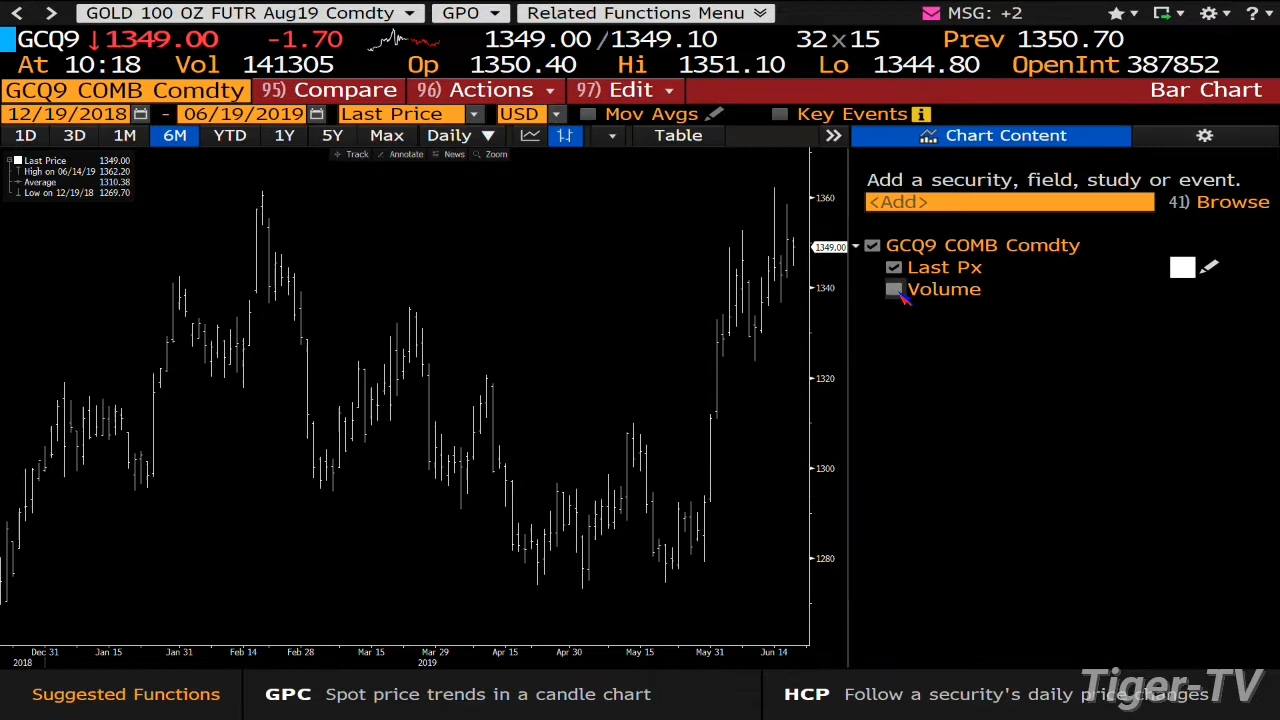 GOLD 100 OZ FUTR Aug19 Comdty GPO Related Functions Menu MSG: +2 ?
GCQ9 ↓1349.00 -1.70 1349.00/1349.10 32×15 Prev 1350.70
At 10:18 Vol 141305 Op 1350.40 Hi 1351.10 Lo 1344.80 OpenInt 387852
GCQ9 COMB Comdty 95) Compare 96) Actions 97) Edit Bar Chart
12/19/2018 - 06/19/2019 Last Price USD Mov Avgs Key Events i
1D 3D 1M 6M YTD 1Y 5Y Max Daily ▼ Table Chart Content
Track Annotate News Zoom
Last Price 1349.00
High on 06/14/19 1362.20
Average 1310.38
Low on 12/19/18 1269.70
Add a security, field, study or event.
<Add> 41) Browse
GCQ9 COMB Comdty
Last Px
Volume
1360
1349.00
1340
1320
1300
1280
Dec 31 Jan 15 Jan 31 Feb 14 Feb 28 Mar 15 Mar 29 Apr 15 Apr 30 May 15 May 31 Jun 14
2018 2019
Suggested Functions GPC Spot price trends in a candle chart HCP Follow a security's daily price changes
Tiger-TV